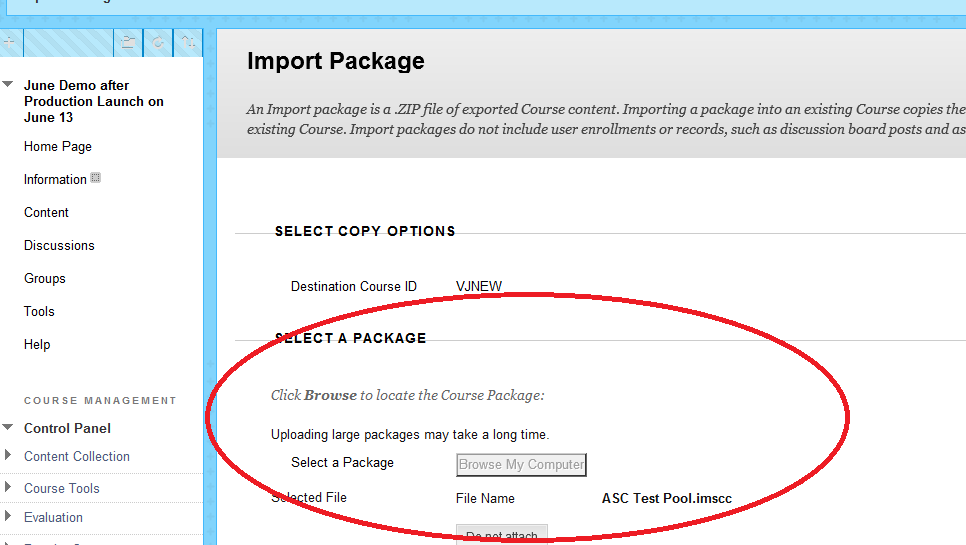 June Demo after
Production Launch on
June 13
Home Page
Information
Content
Discussions
Groups
Tools
Help
COURSE MANAGEMENT
Control Panel
Content Collection
Course Tools
Evaluation
Import Package
An Import package is a .ZIP file of exported Course content. Importing a package into an existing Course copies the
existing Course. Import packages do not include user enrollments or records, such as discussion board posts and as
SELECT COPY OPTIONS
Destination Course ID VJNEW
SELECT A PACKAGE
Click Browse to locate the Course Package:
Uploading large packages may take a long time.
Select a Package Browse My Computer
Selected File File Name ASC Test Pool.imscc
Do not attach